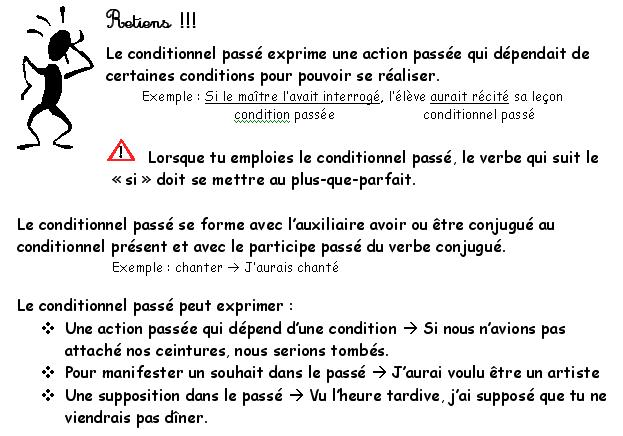 Retiens !!!
Le conditionnel passé exprime une action passée qui dépendait de
certaines conditions pour pouvoir se réaliser.
Exemple : Si le maître l'avait interrogé, l'élève aurait récité sa leçon
condition passée conditionnel passé
! Lorsque tu emploies le conditionnel passé, le verbe qui suit le
« si » doit se mettre au plus-que-parfait.
Le conditionnel passé se forme avec l'auxiliaire avoir ou être conjugué au
conditionnel présent et avec le participe passé du verbe conjugué.
Exemple : chanter → J'aurais chanté
Le conditionnel passé peut exprimer :
❖ Une action passée qui dépend d'une condition → Si nous n'avions pas
attaché nos ceintures, nous serions tombés.
❖ Pour manifester un souhait dans le passé → J'aurai voulu être un artiste
❖ Une supposition dans le passé → Vu l'heure tardive, j'ai supposé que tu ne
viendrais pas dîner.